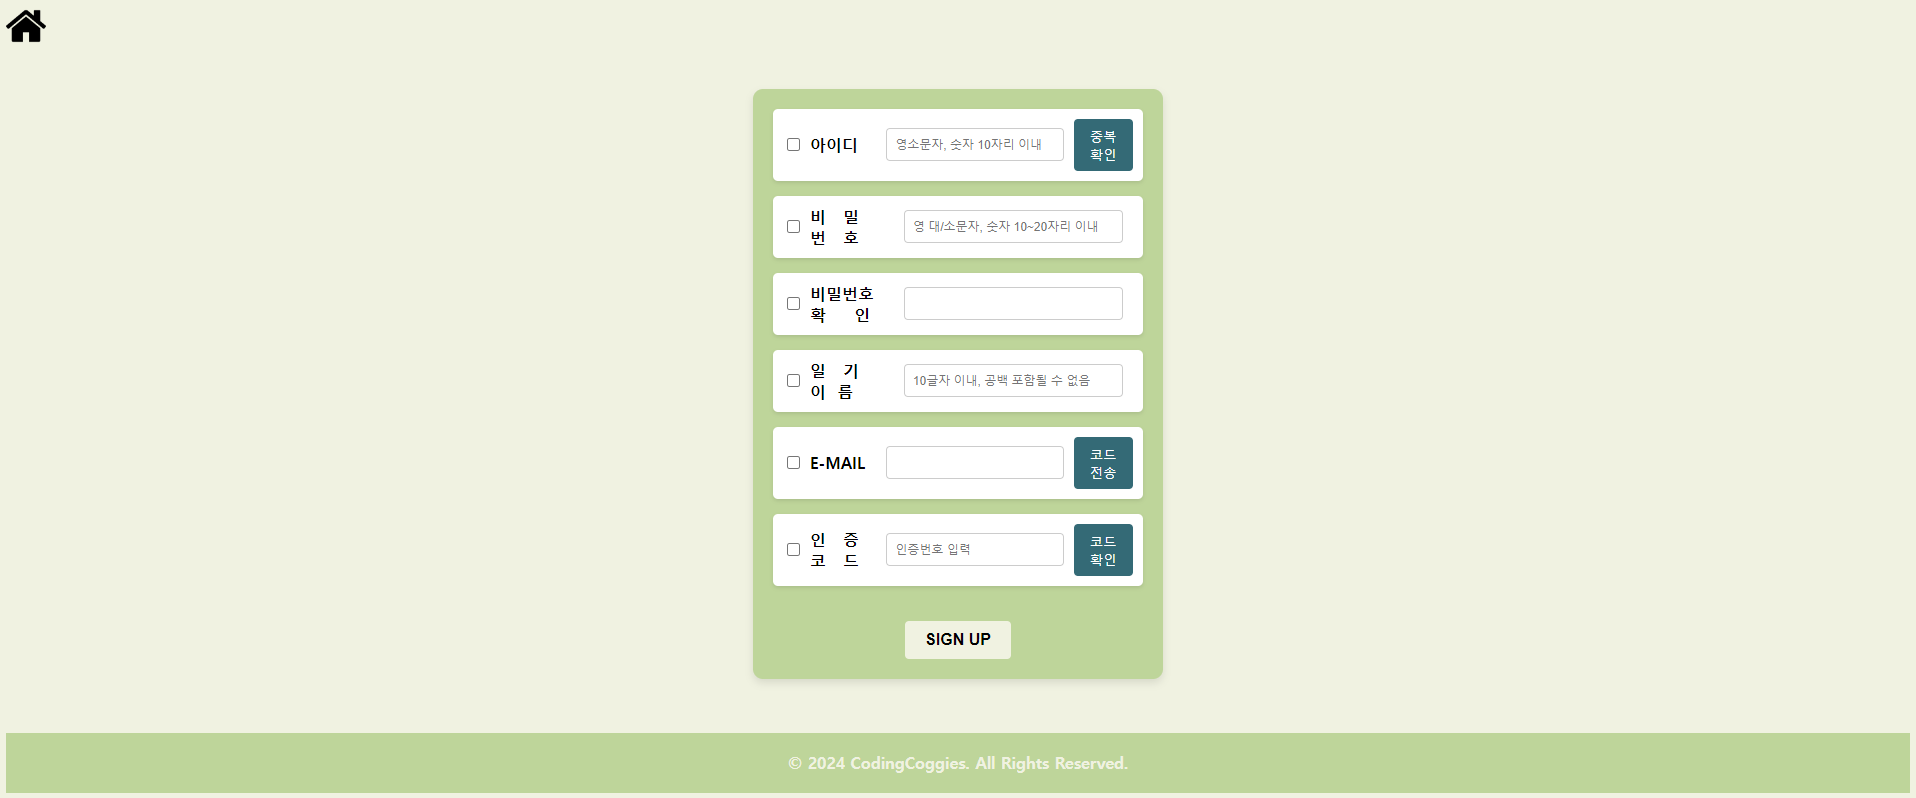 아이디 영소문자, 숫자 10자리 이내 중복
확인
비 밀
번 호
영 대/소문자, 숫자 10~20자리 이내
비밀번호
확 인
일 기
이 름
10글자 이내, 공백 포함될 수 없음
E-MAIL
코드
전송
인 증
코 드
인증번호 입력
코드
확인
SIGN UP
© 2024 CodingCoggies. All Rights Reserved.